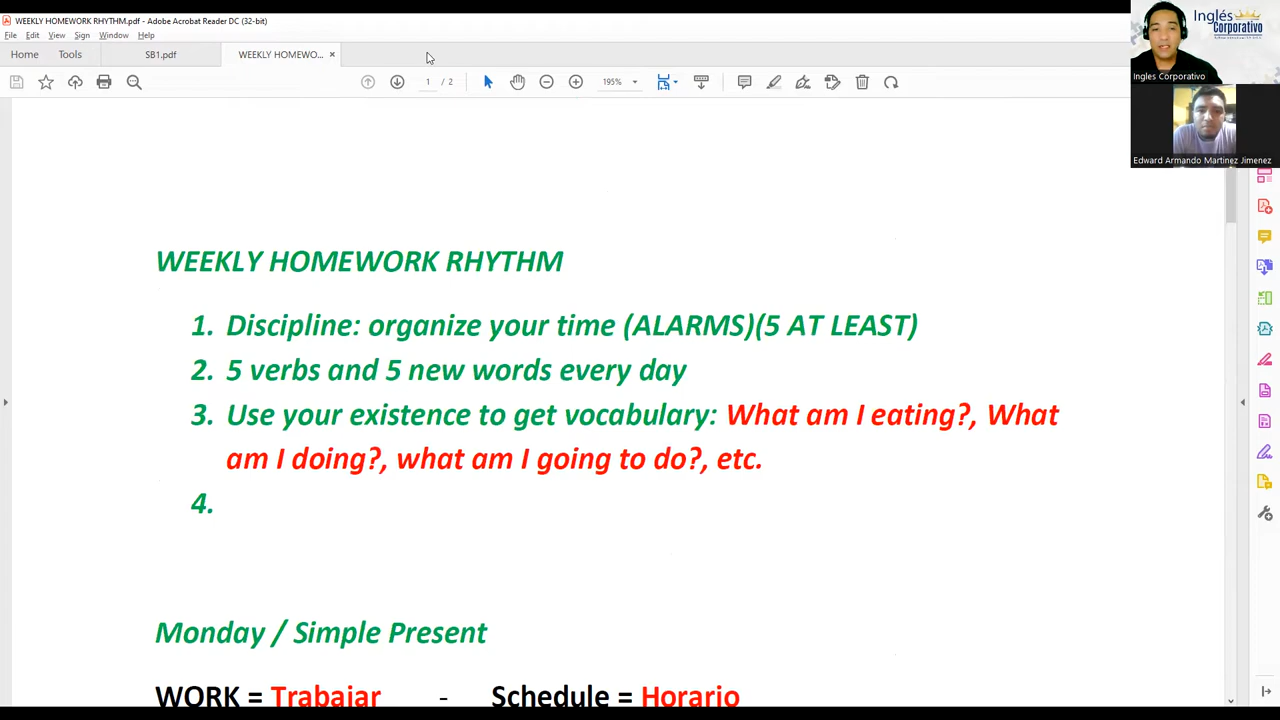 WEEKLY HOMEWORK RHYTHM.pdf - Adobe Acrobat Reader DC (32-bit)
File Edit View Sign Window Help
Home Tools SB1.pdf WEEKLY HOMEWO... ×
1 / 2 195%
Inglés
Corporativo
Ingles Corporativo
Edward Armando Martinez Jimenez
WEEKLY HOMEWORK RHYTHM
1. Discipline: organize your time (ALARMS)(5 AT LEAST)
2. 5 verbs and 5 new words every day
3. Use your existence to get vocabulary: What am I eating?, What
am I doing?, what am I going to do?, etc.
4.
Monday / Simple Present
WORK = Trabajar - Schedule = Horario